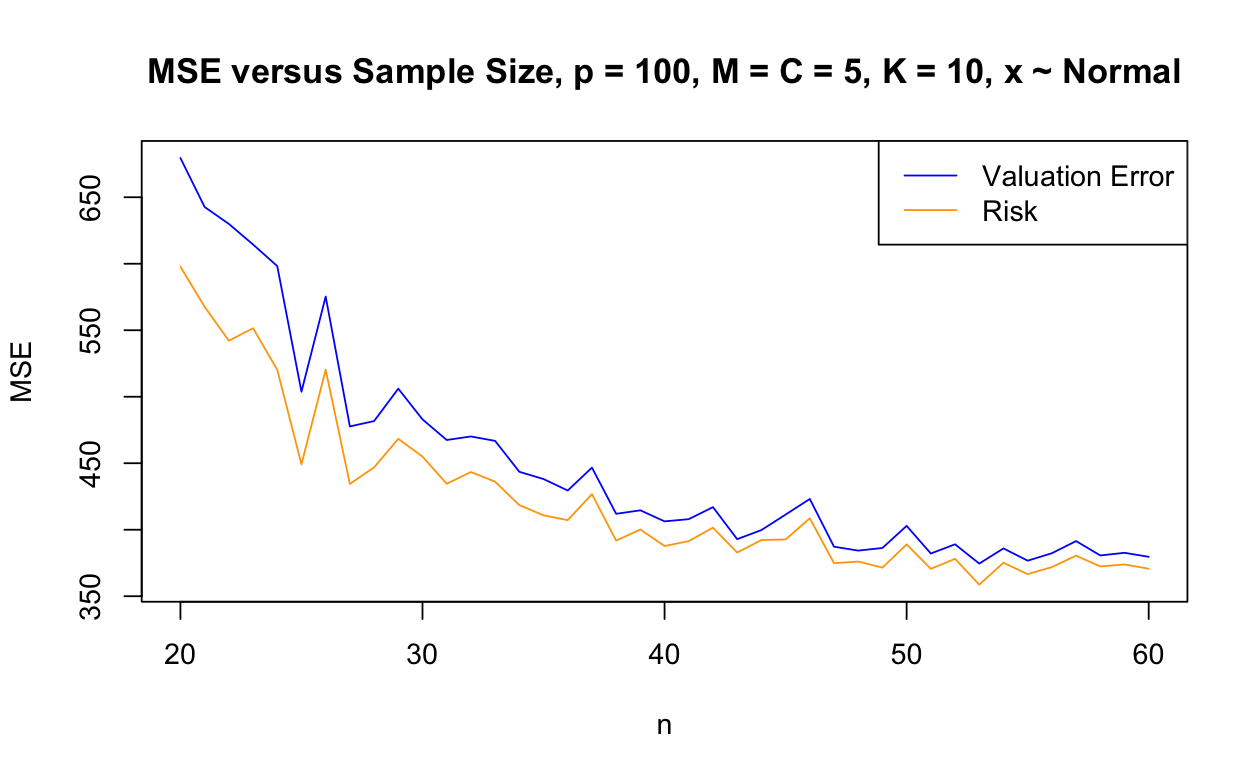 MSE versus Sample Size, p = 100, M = C = 5, K = 10, x ~ Normal
Valuation Error
Risk
650
550
450
350
MSE
20 30 40 50 60
n